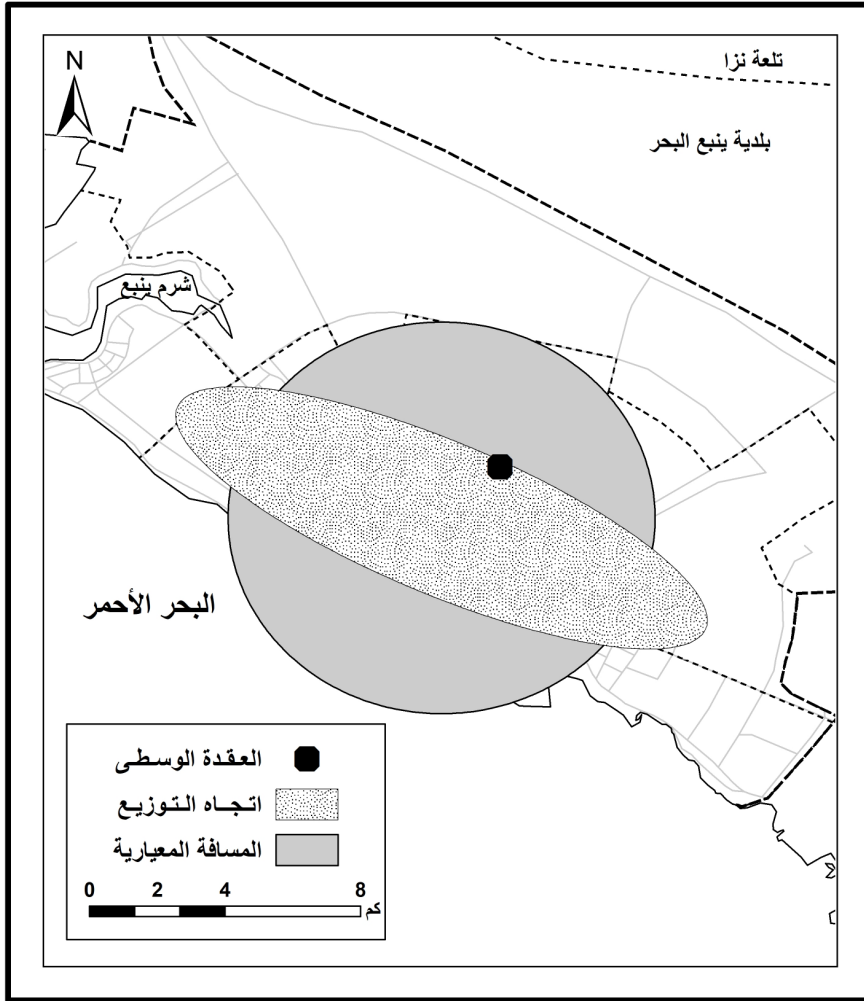 تلعة نزا
N
بلدية ينبع البحر
شرم ينبع
البحر الأحمر
العقدة الوسطى
اتجاه التوزيع
المسافة المعيارية
0 2 4 8
كم